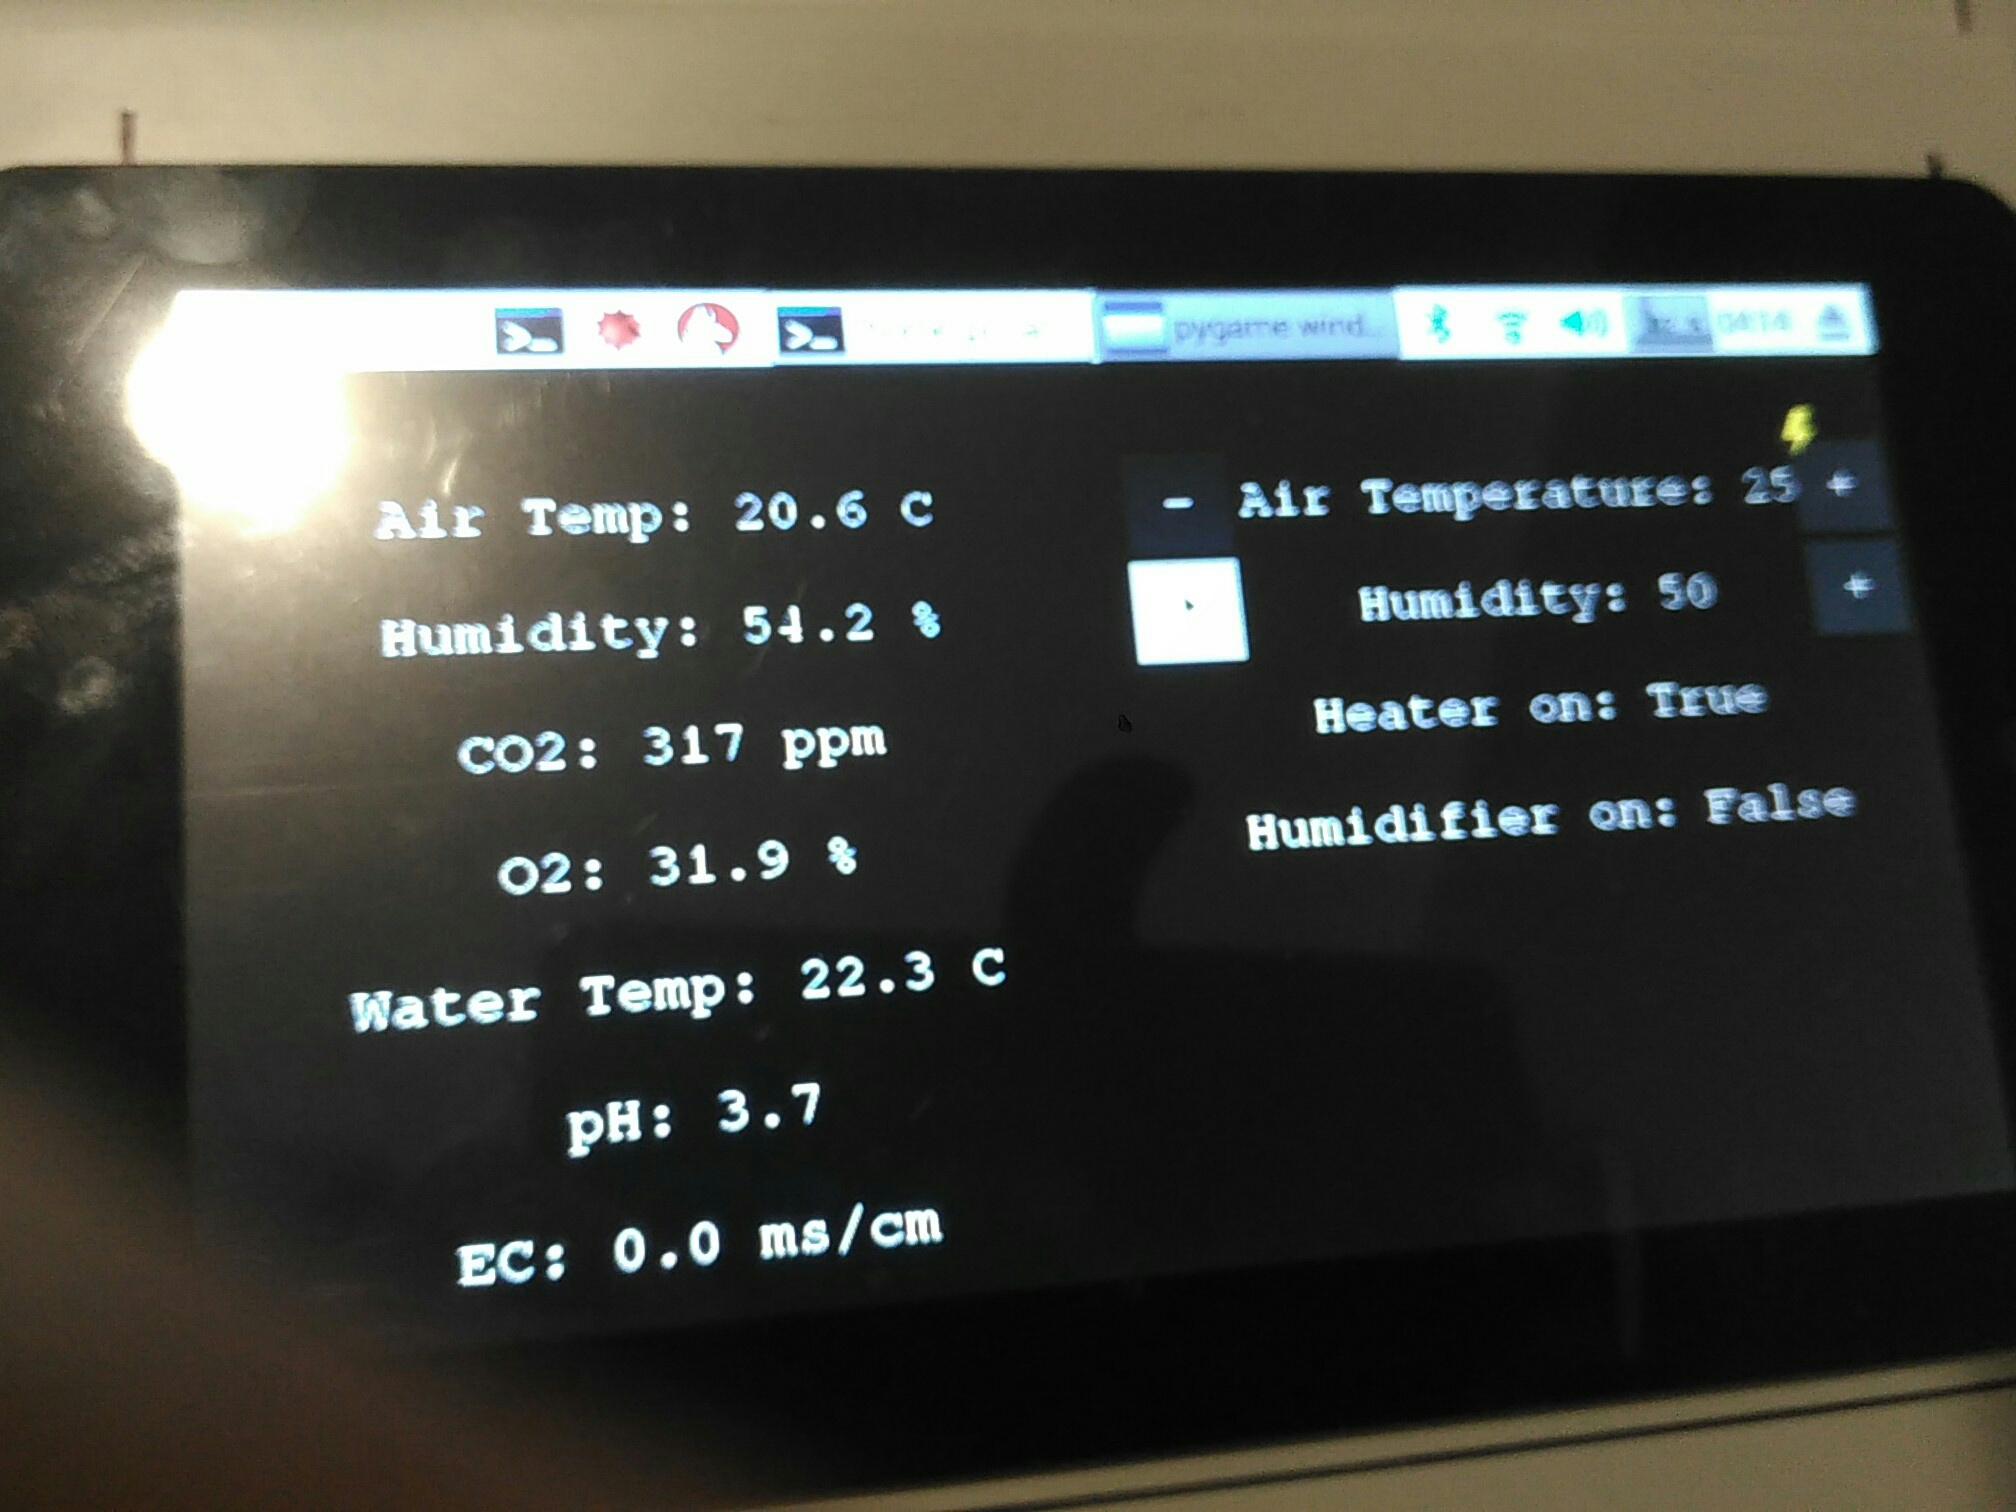 pygame wind...
04:14
Air Temp: 20.6 C
Humidity: 54.2 %
CO2: 317 ppm
O2: 31.9 %
Water Temp: 22.3 C
pH: 3.7
EC: 0.0 ms/cm
- Air Temperature: 25 +
Humidity: 50 +
Heater on: True
Humidifier on: False